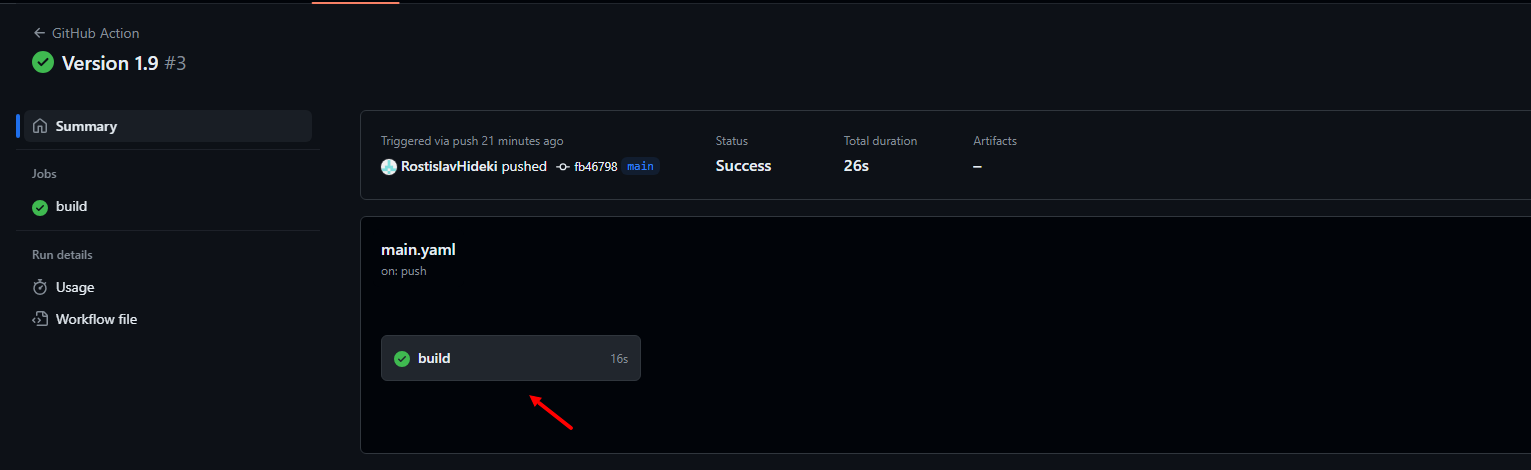 ← GitHub Action
Version 1.9 #3
Summary
Jobs
build
Run details
Usage
Workflow file
Triggered via push 21 minutes ago
RostislavHideki pushed fb46798 main
Status
Success
Total duration
26s
Artifacts
–
main.yaml
on: push
build 16s